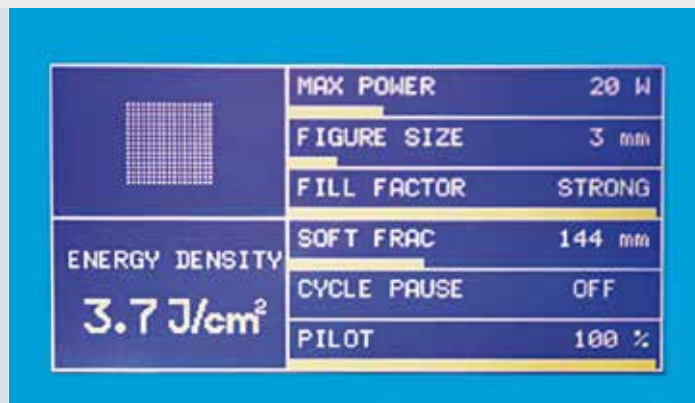 MAX POWER 20 W
FIGURE SIZE 3 mm
FILL FACTOR STRONG
SOFT FRAC 144 mm
CYCLE PAUSE OFF
PILOT 100 %
ENERGY DENSITY
3.7 J/cm²